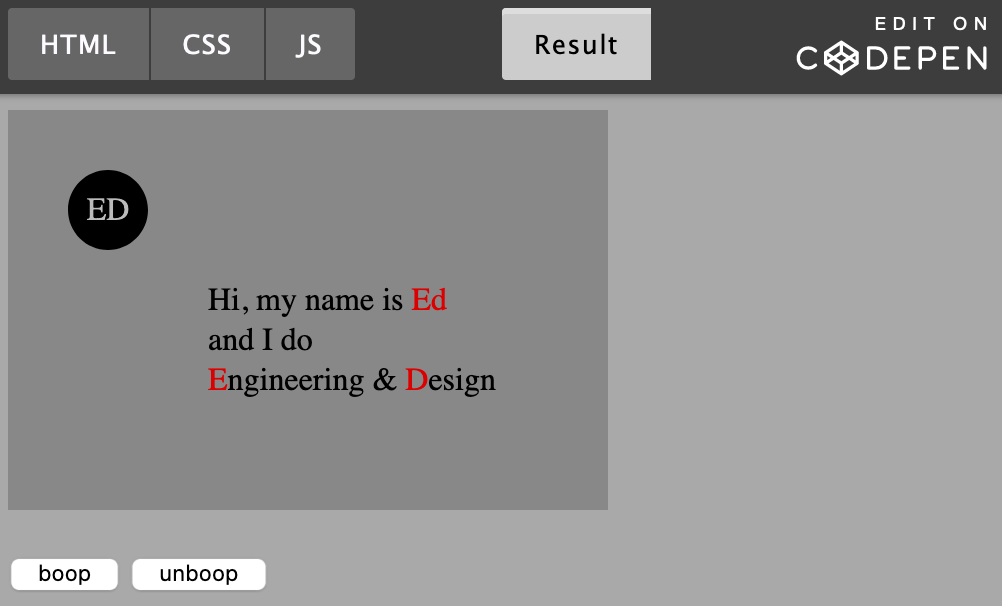 HTML CSS JS Result EDIT ON
CODEPEN
ED
Hi, my name is Ed
and I do
Engineering & Design
boop unboop